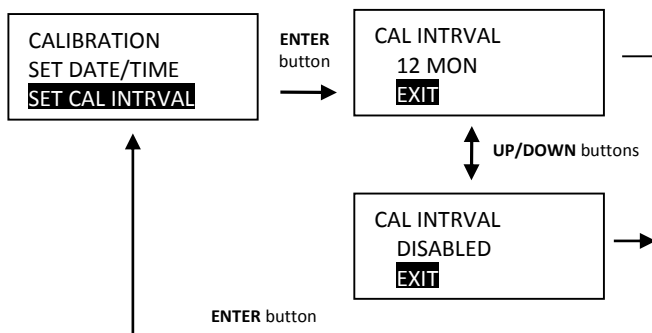 CALIBRATION
SET DATE/TIME
SET CAL INTRVAL
ENTER
button
CAL INTRVAL
12 MON
EXIT
UP/DOWN buttons
CAL INTRVAL
DISABLED
EXIT
ENTER button